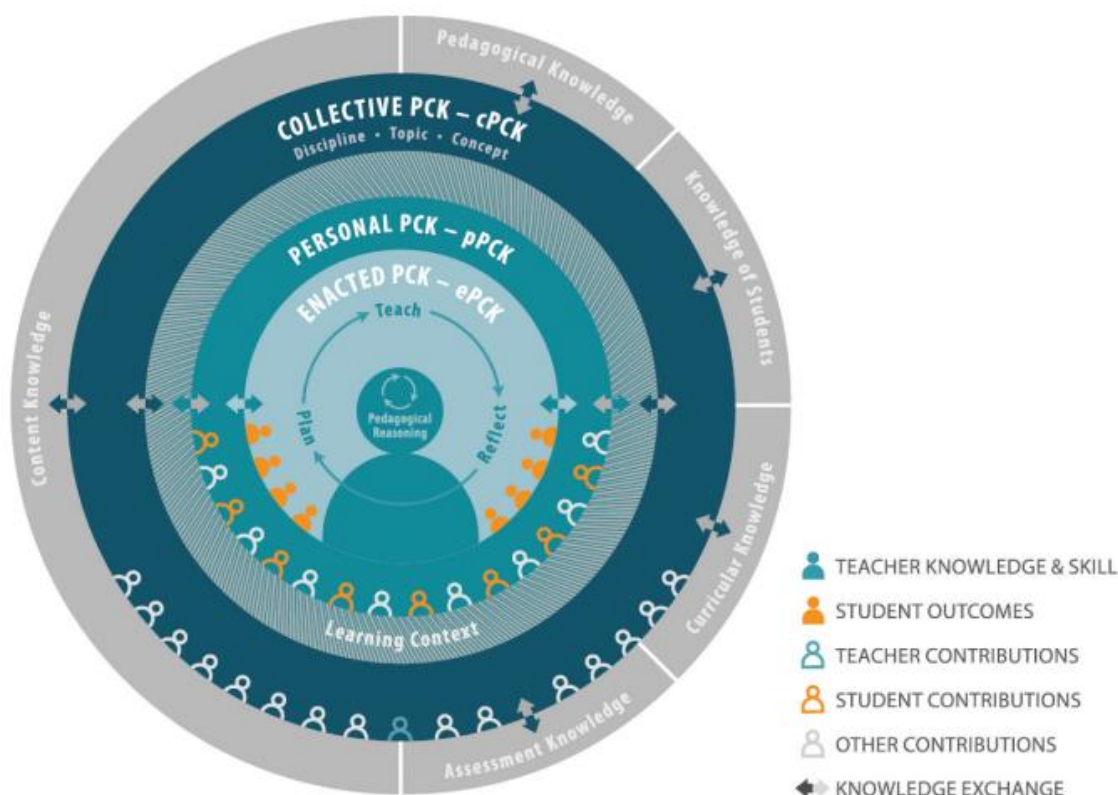 Pedagogical Knowledge
COLLECTIVE PCK – cPCK
Discipline • Topic • Concept
Knowledge of Students
PERSONAL PCK – pPCK
ENACTED PCK – ePCK
Teach
Content Knowledge
Pedagogical
Reasoning
Plan
Reflect
Curricular Knowledge
Learning Context
Assessment Knowledge
TEACHER KNOWLEDGE & SKILL
STUDENT OUTCOMES
TEACHER CONTRIBUTIONS
STUDENT CONTRIBUTIONS
OTHER CONTRIBUTIONS
KNOWLEDGE EXCHANGE